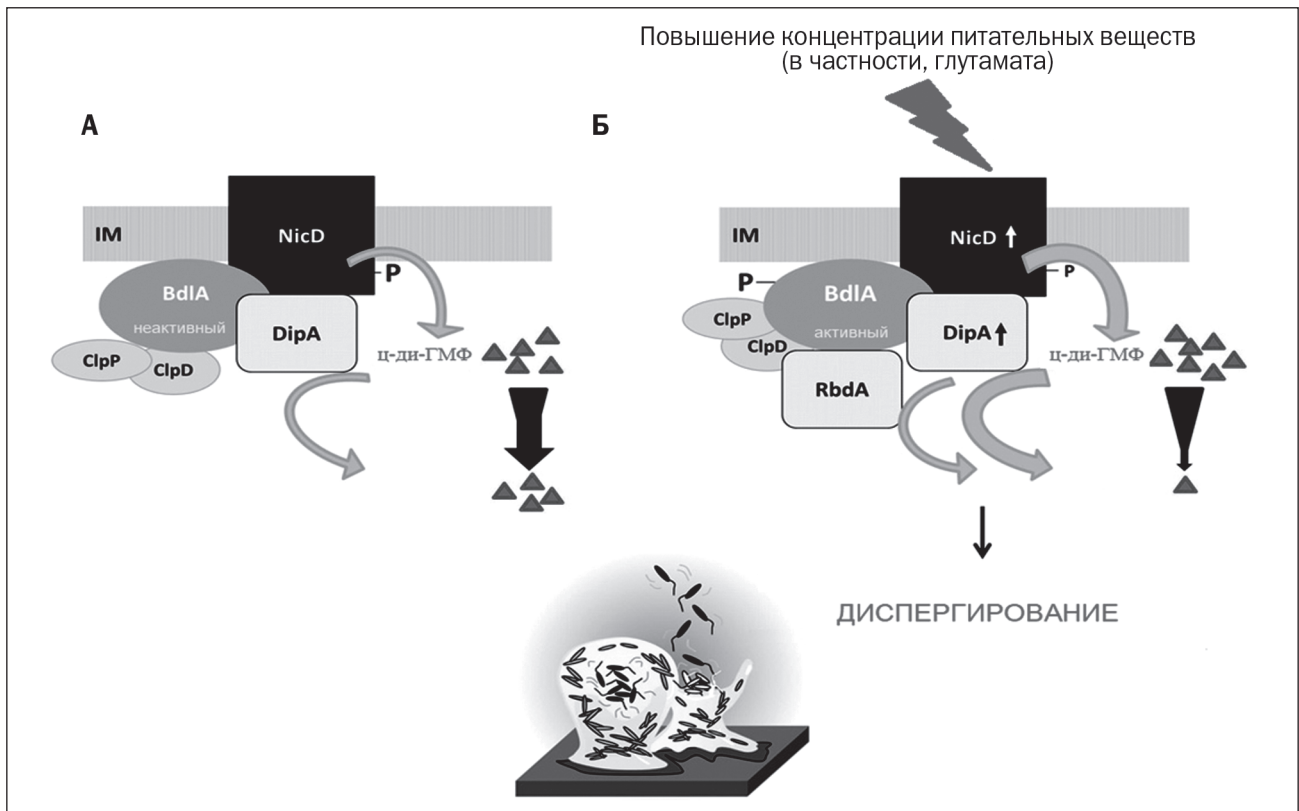 Повышение концентрации питательных веществ
(в частности, глутамата)
А
Б
IM
NicD
P
BdlA
неактивный
DipA
ClpP
ClpD
ц-ди-ГМФ
IM
NicD
P
P
BdlA
активный
DipA
ClpP
ClpD
RbdA
ц-ди-ГМФ
ДИСПЕРГИРОВАНИЕ